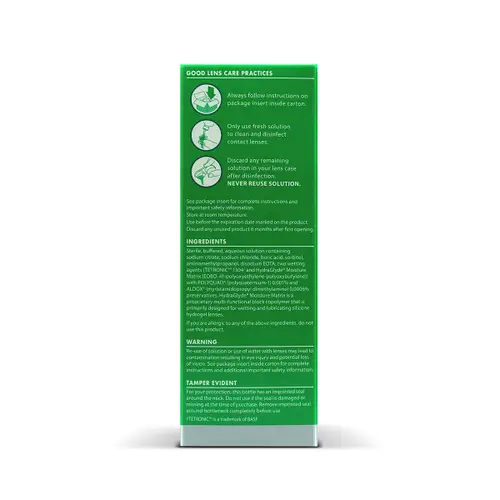 GOOD LENS CARE PRACTICES
Always follow instructions on
package insert inside carton.
Only use fresh solution
to clean and disinfect
contact lenses.
Discard any remaining
solution in your lens case
after disinfection.
NEVER REUSE SOLUTION.
See package insert for complete instructions and
important safety information.
Store at room temperature.
Use before the expiration date marked on the product.
Discard any unused product 6 months after first opening.
INGREDIENTS
Sterile, buffered, aqueous solution containing
sodium citrate, sodium chloride, boric acid, sorbitol,
aminomethylpropanol, disodium EDTA, two wetting
agents (TETRONIC™ 1304* and HydraGlyde® Moisture
Matrix [EOBO-41®-polyoxyethylene-polyoxybutylene])
with POLYQUAD® (polyquaternium-1) 0.001% and
ALDOX® (myristamidopropyl dimethylamine) 0.0006%
preservatives. HydraGlyde® Moisture Matrix is a
proprietary multi-functional block copolymer that is
primarily designed for wetting and lubricating silicone
hydrogel lenses.
If you are allergic to any of the above ingredients, do not
use this product.
WARNING
Re-use of solution or use of water with lenses may lead to
contamination resulting in eye injury and potential loss
of vision. See package insert inside carton for complete
instructions and additional important safety information.
TAMPER EVIDENT
For your protection, this bottle has an imprinted seal
around the neck. Do not use if the seal is damaged or
missing at the time of purchase. Remove imprinted seal
around bottleneck completely before use.
*TETRONIC™ is a trademark of BASF